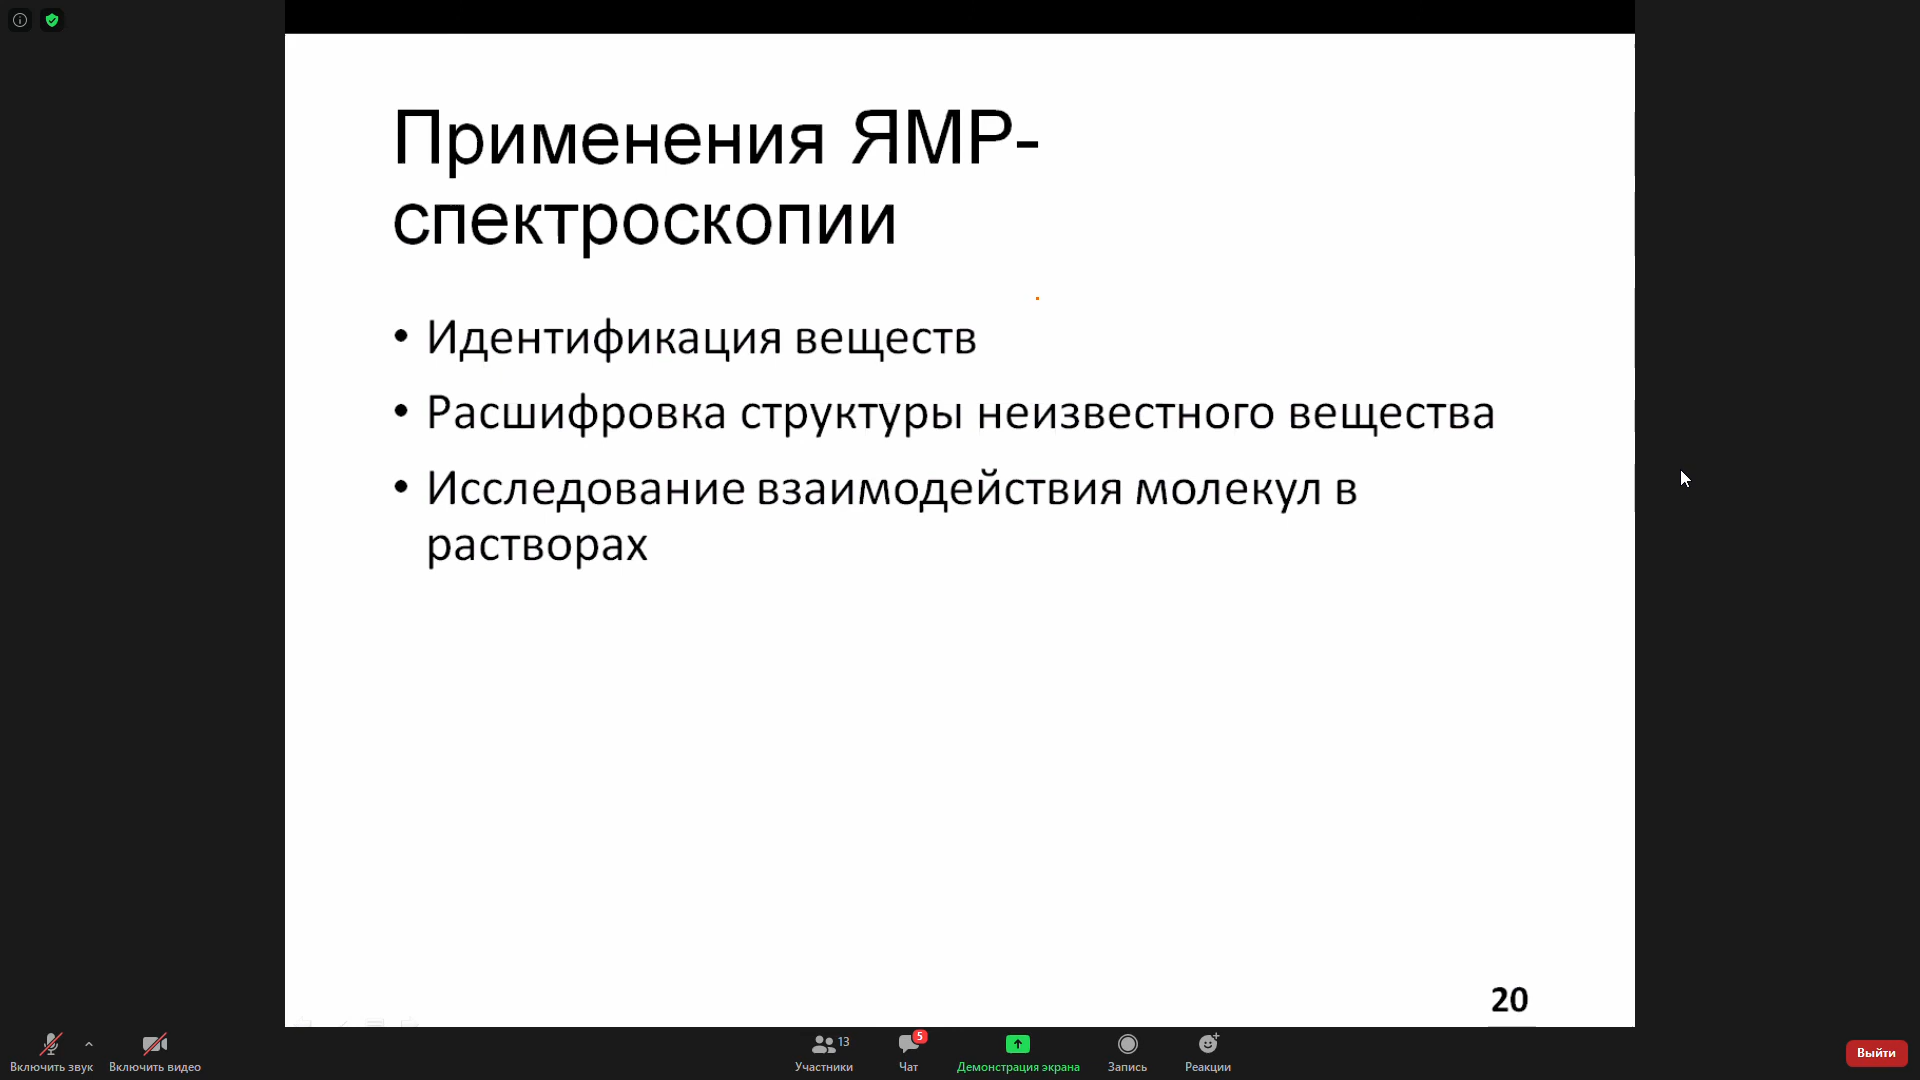 Применения ЯМР-
спектроскопии
• Идентификация веществ
• Расшифровка структуры неизвестного вещества
• Исследование взаимодействия молекул в
растворах
20
Включить звук
Включить видео
13
Участники
5
Чат
Демонстрация экрана
Запись
Реакции
Выйти